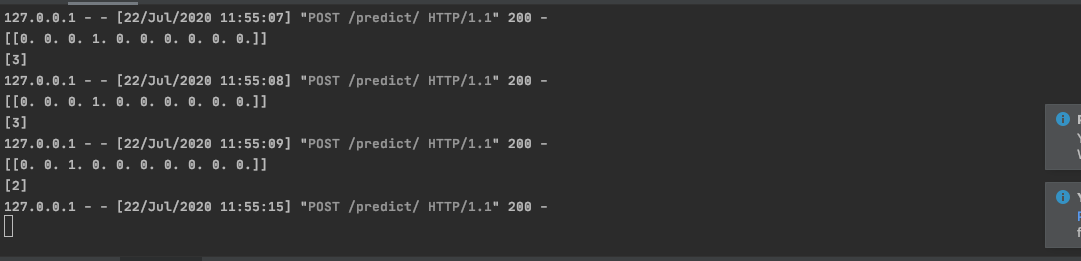 127.0.0.1 - - [22/Jul/2020 11:55:07] "POST /predict/ HTTP/1.1" 200 -
[[0. 0. 0. 1. 0. 0. 0. 0. 0. 0.]]
[3]
127.0.0.1 - - [22/Jul/2020 11:55:08] "POST /predict/ HTTP/1.1" 200 -
[[0. 0. 0. 1. 0. 0. 0. 0. 0. 0.]]
[3]
127.0.0.1 - - [22/Jul/2020 11:55:09] "POST /predict/ HTTP/1.1" 200 -
[[0. 0. 1. 0. 0. 0. 0. 0. 0. 0.]]
[2]
127.0.0.1 - - [22/Jul/2020 11:55:15] "POST /predict/ HTTP/1.1" 200 -